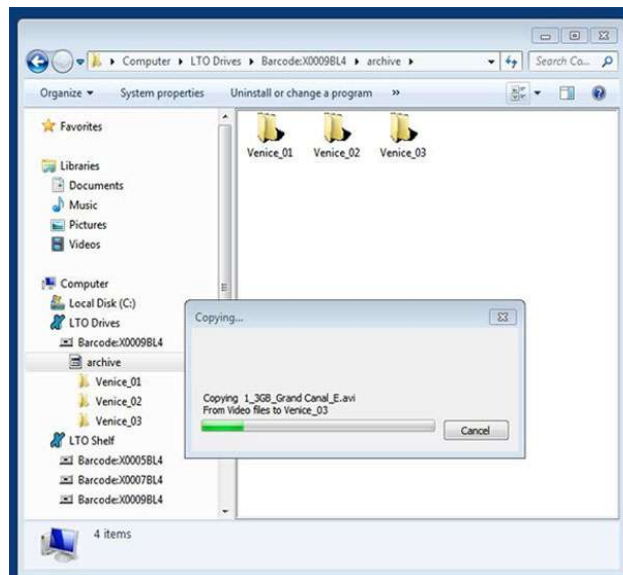 Computer ▸ LTO Drives ▸ Barcode:X0009BL4 ▸ archive ▸
Search Co...
Organize ▾ System properties Uninstall or change a program »
Favorites
Libraries
Documents
Music
Pictures
Videos
Computer
Local Disk (C:)
LTO Drives
Barcode:X0009BL4
archive
Venice_01
Venice_02
Venice_03
LTO Shelf
Barcode:X0005BL4
Barcode:X0007BL4
Barcode:X0009BL4
Venice_01 Venice_02 Venice_03
Copying...
Copying 1_3GB_Grand Canal_E.avi
From Video files to Venice_03
Cancel
4 items